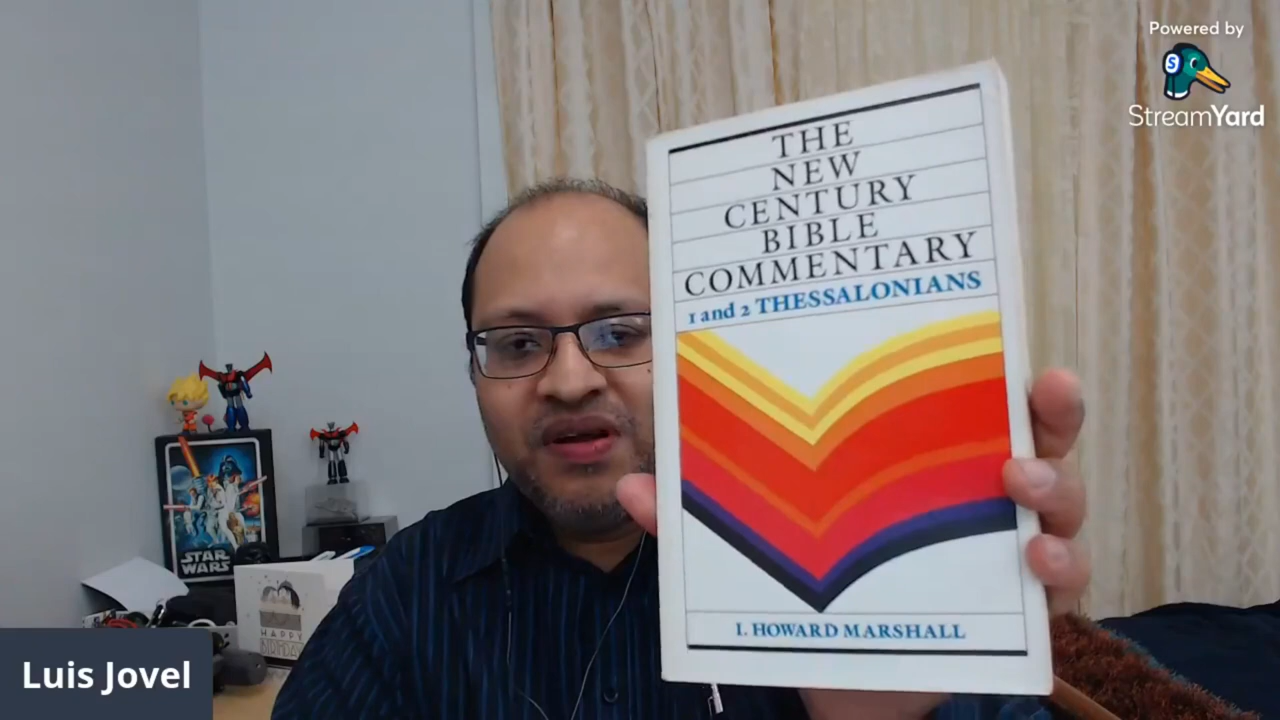 Powered by
StreamYard
THE
NEW
CENTURY
BIBLE
COMMENTARY
1 and 2 THESSALONIANS
I. HOWARD MARSHALL
STAR
WARS
HAPPY
BIRTHDAY
Luis Jovel